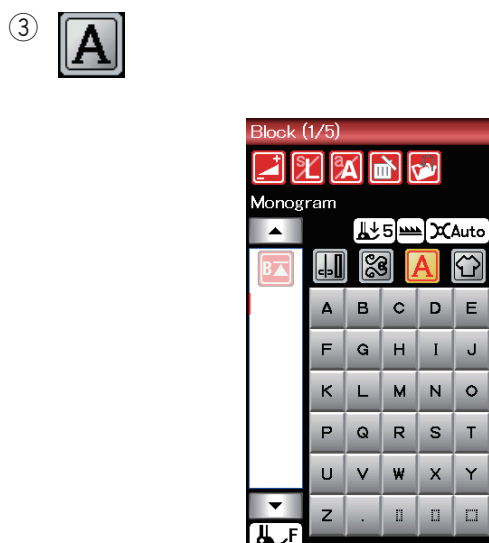 ③ A
Block (1/5)
S L a A
Monogram
5 Auto
B A
A B C D E
F G H I J
K L M N O
P Q R S T
U V W X Y
Z .
F